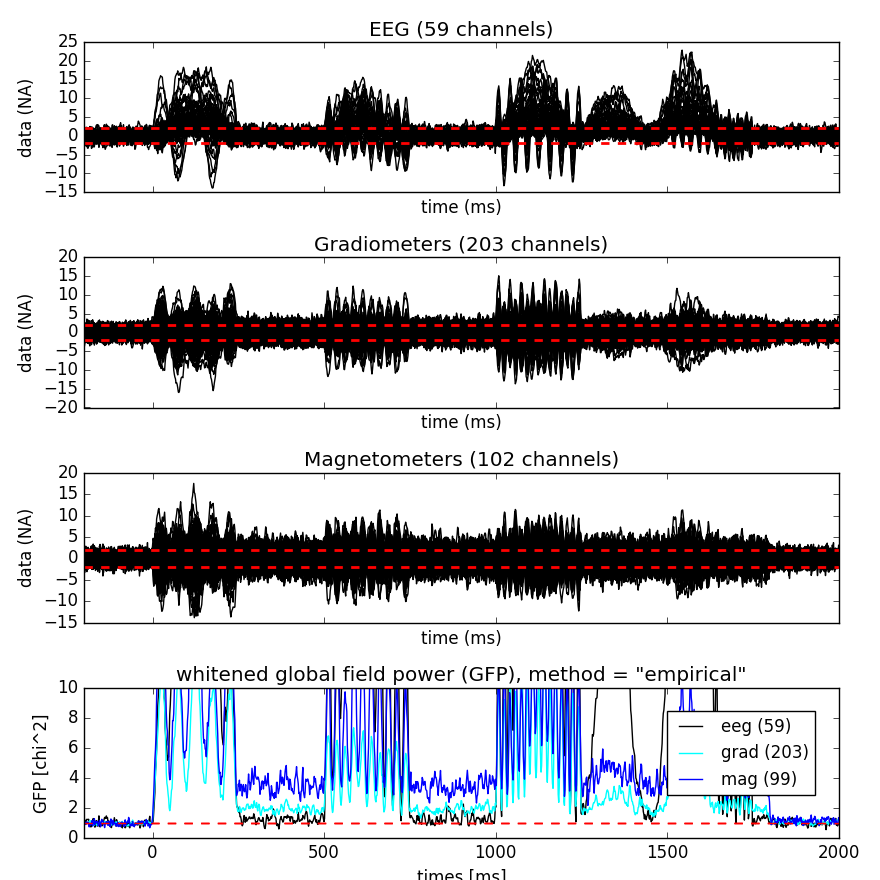 EEG (59 channels)
25
20
15
10
5
0
−5
−10
−15
data (NA)
time (ms)
Gradiometers (203 channels)
20
15
10
5
0
−5
−10
−15
−20
data (NA)
time (ms)
Magnetometers (102 channels)
20
15
10
5
0
−5
−10
−15
data (NA)
time (ms)
whitened global field power (GFP), method = "empirical"
10
8
6
4
2
0
GFP [chi^2]
eeg (59)
grad (203)
mag (99)
0 500 1000 1500 2000
times [ms]